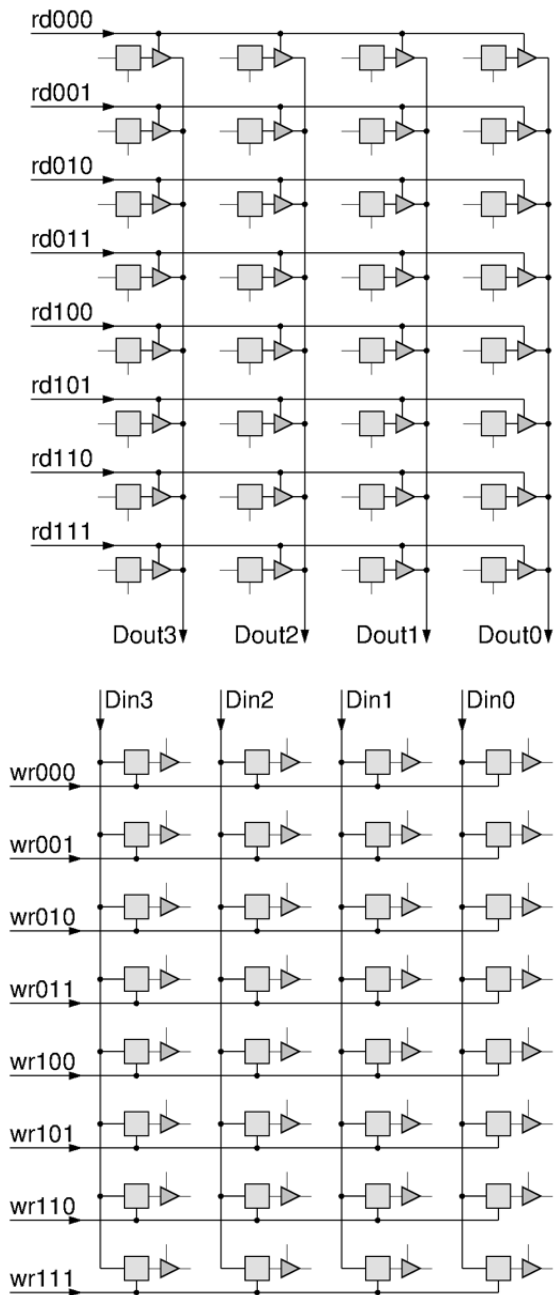 rd000
rd001
rd010
rd011
rd100
rd101
rd110
rd111
Dout3 Dout2 Dout1 Dout0
Din3 Din2 Din1 Din0
wr000
wr001
wr010
wr011
wr100
wr101
wr110
wr111